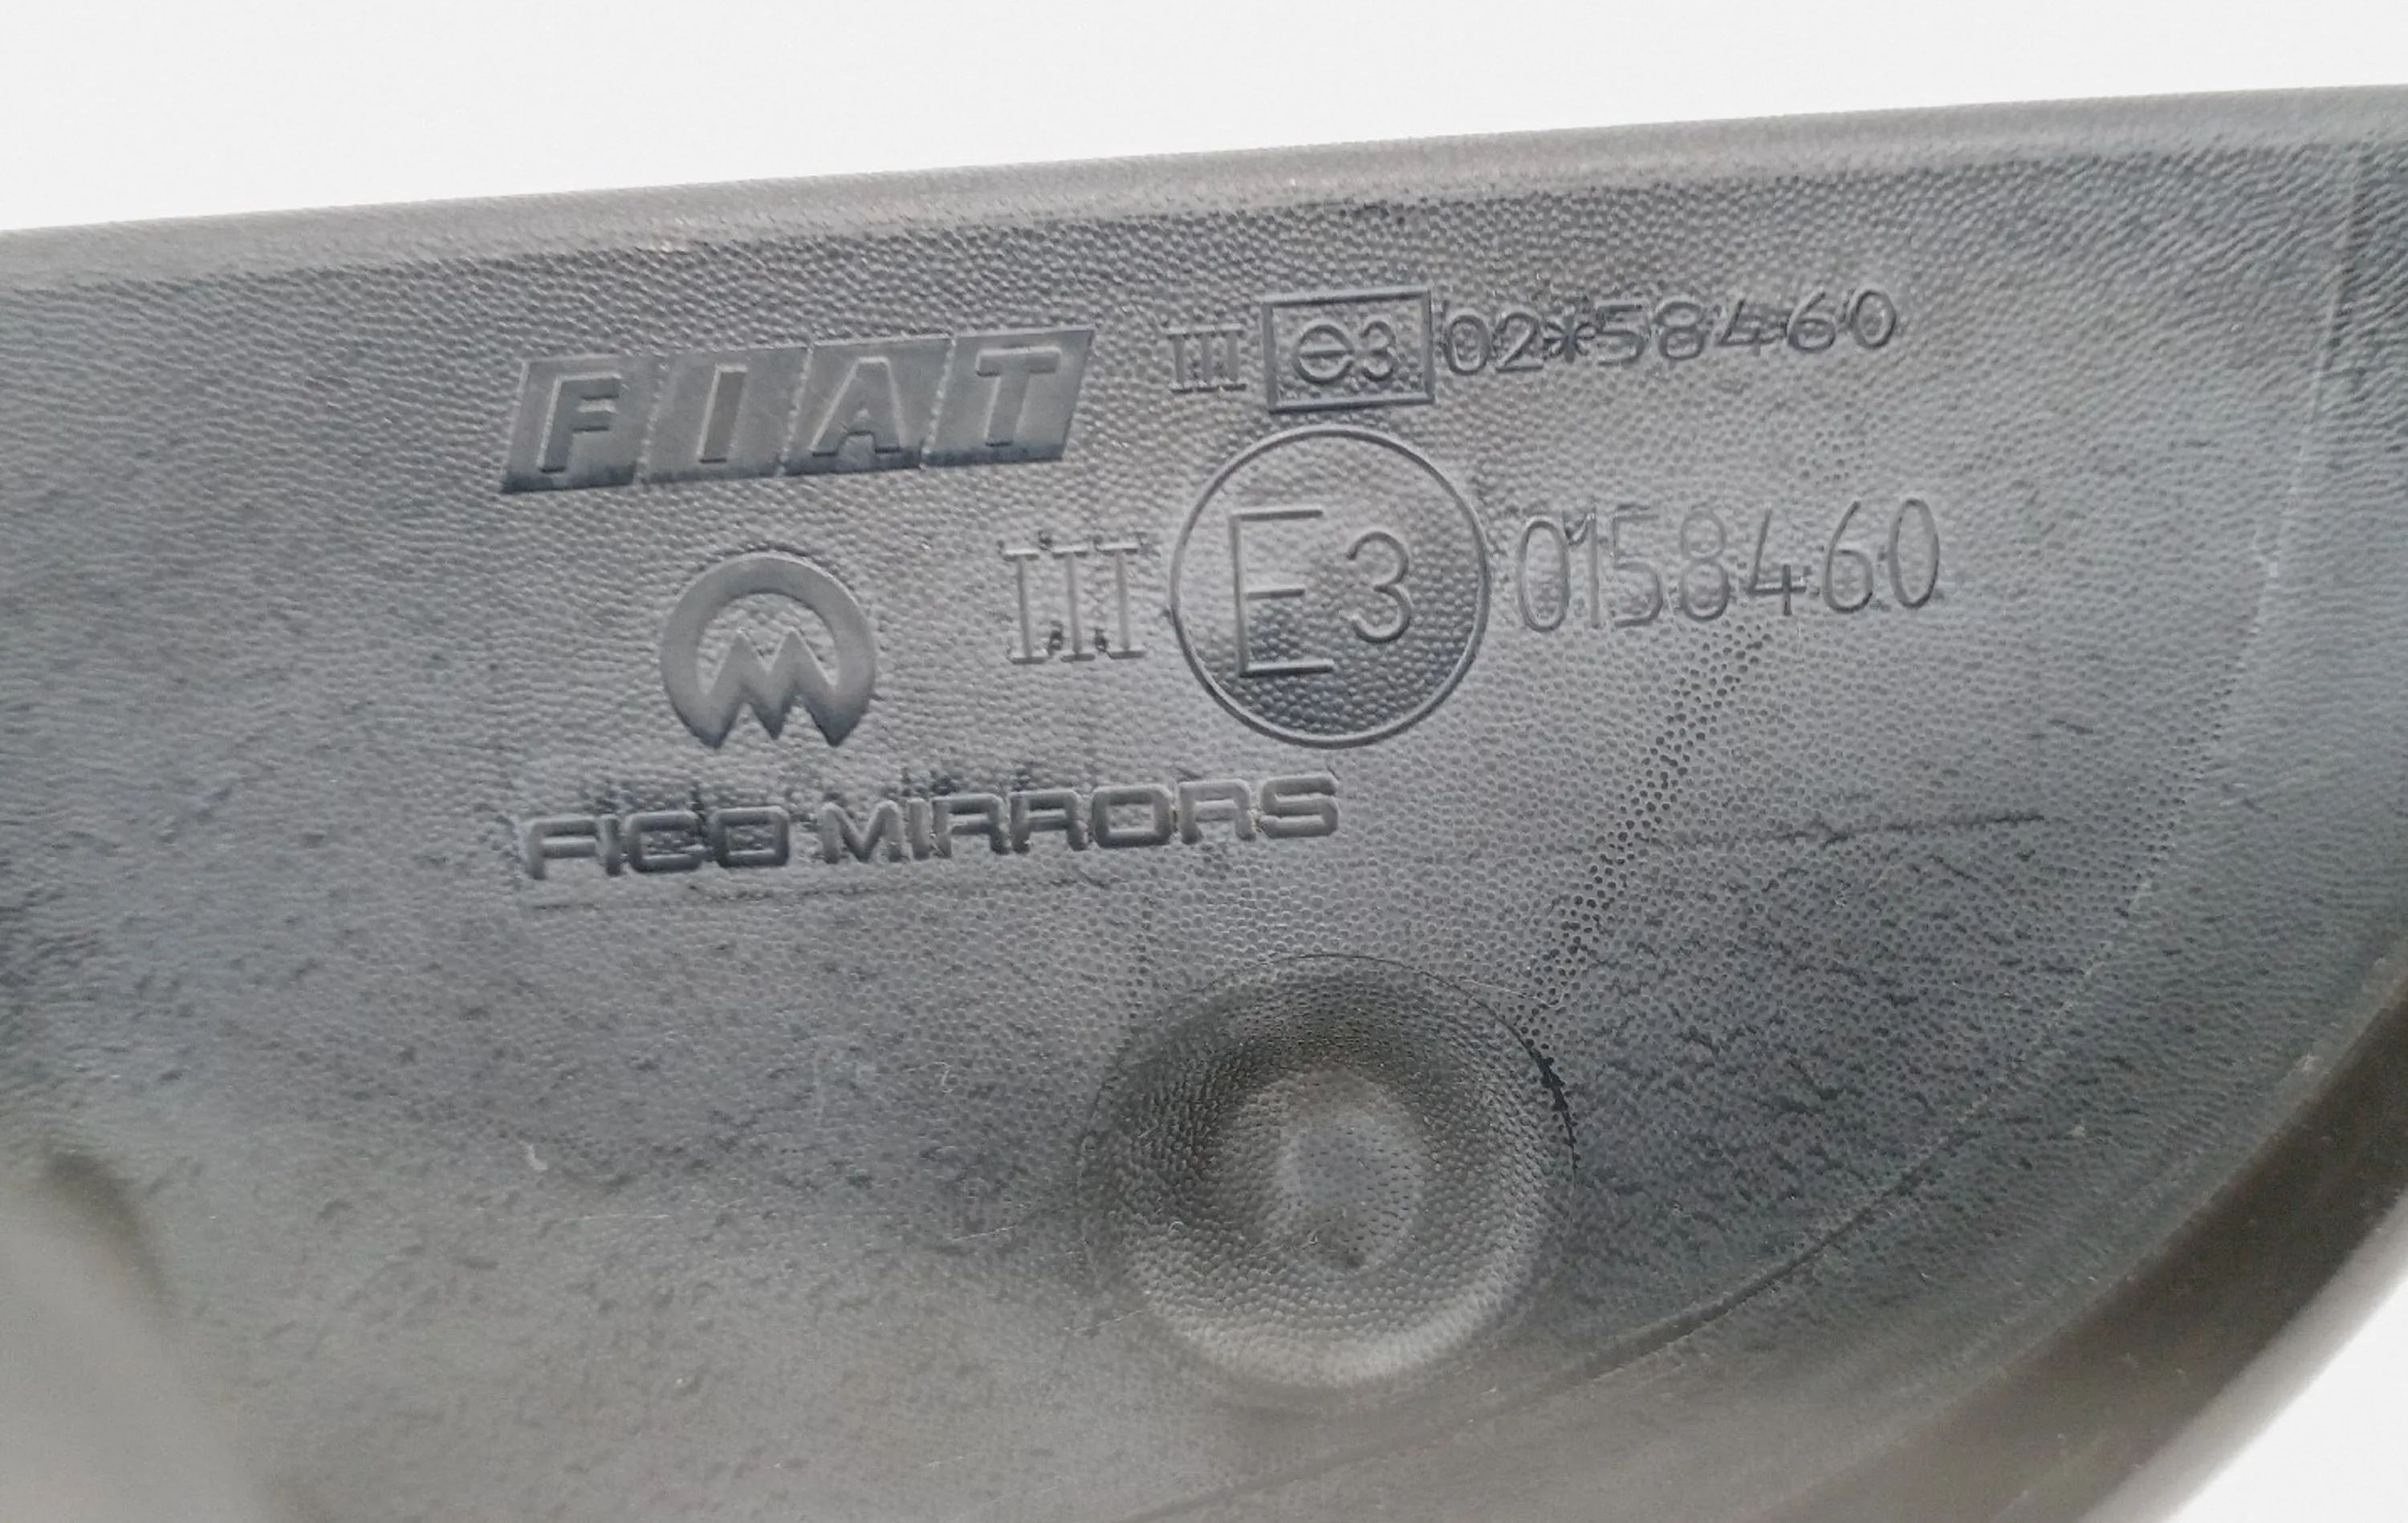 FIAT III e3 02*58460
III E3 0158460
FICO MIRRORS